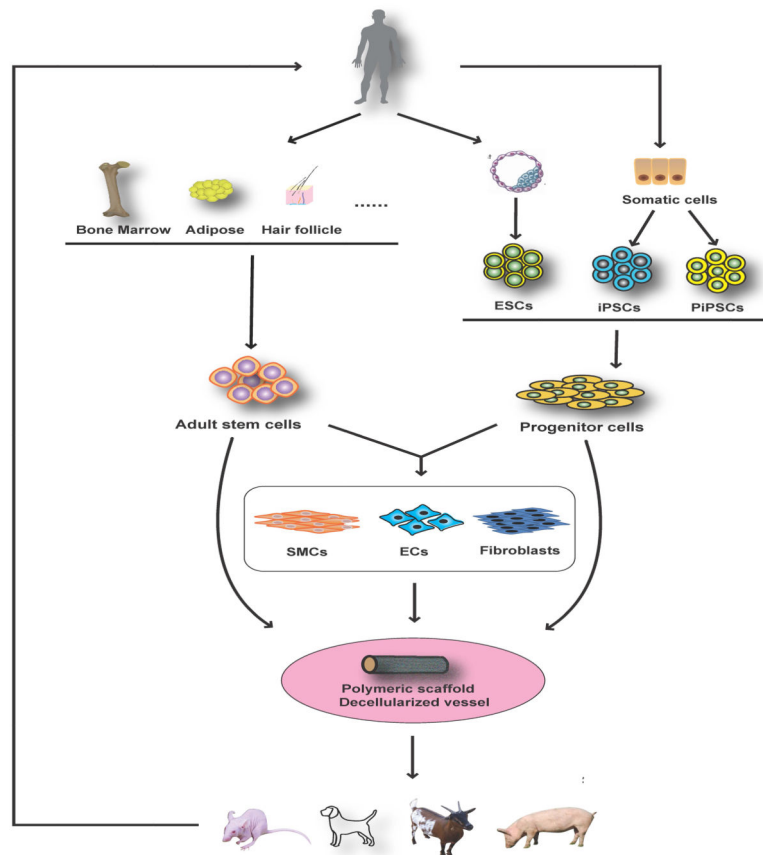 Bone Marrow
Adipose
Hair follicle
......
Somatic cells
ESCs
iPSCs
PiPSCs
Adult stem cells
Progenitor cells
SMCs
ECs
Fibroblasts
Polymeric scaffold
Decellularized vessel